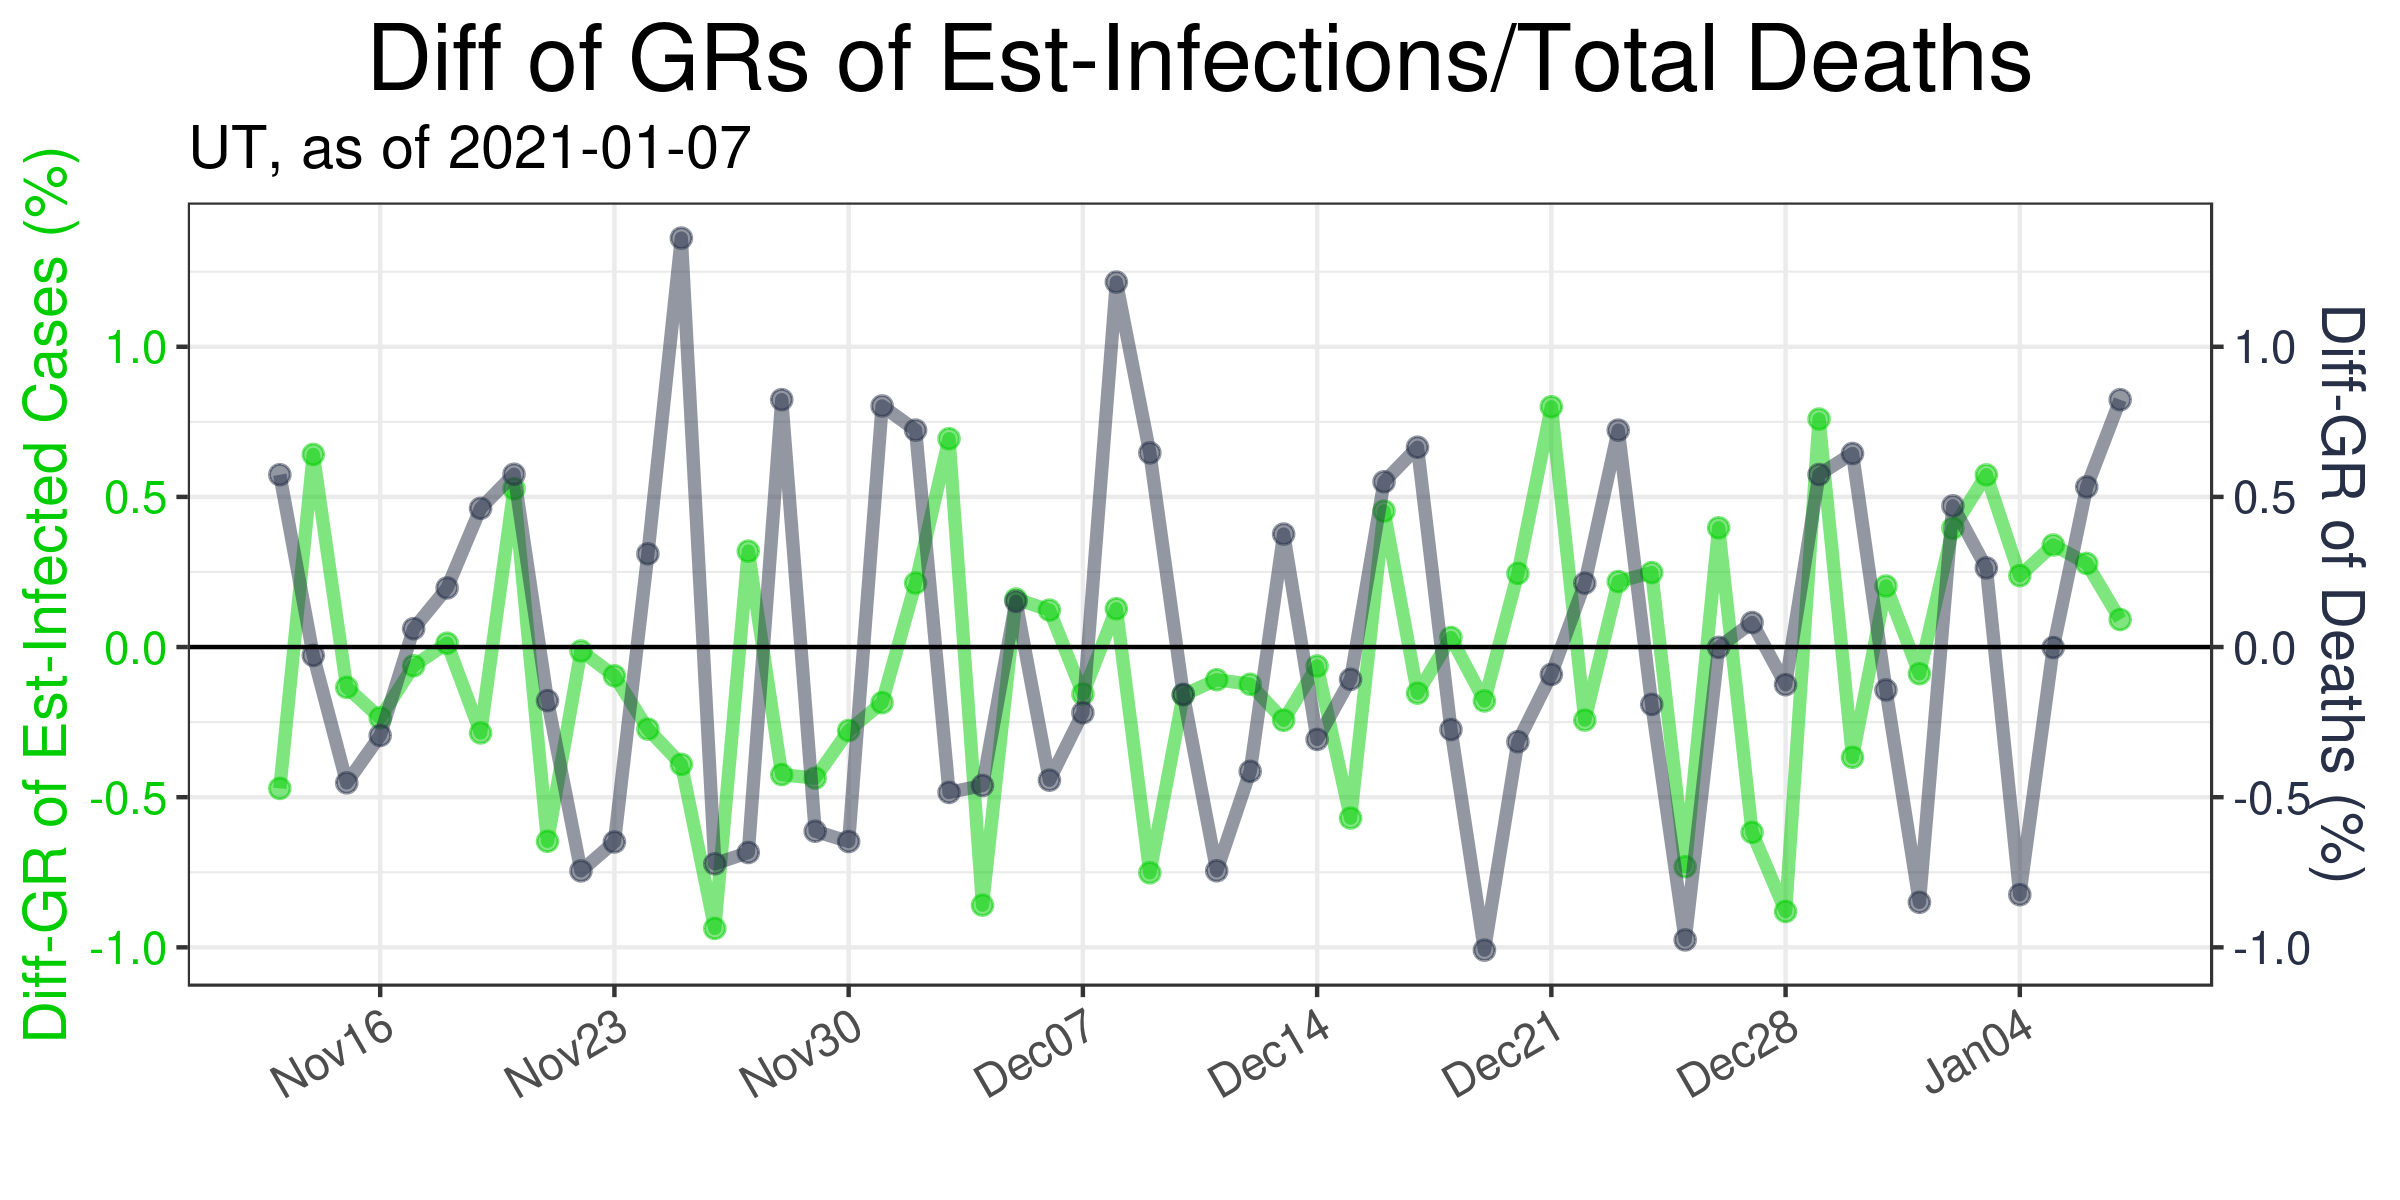 Diff of GRs of Est-Infections/Total Deaths
UT, as of 2021-01-07
Diff-GR of Est-Infected Cases (%)
1.0
0.5
0.0
-0.5
-1.0
1.0
0.5
0.0
-0.5
-1.0
Diff-GR of Deaths (%)
Nov16
Nov23
Nov30
Dec07
Dec14
Dec21
Dec28
Jan04